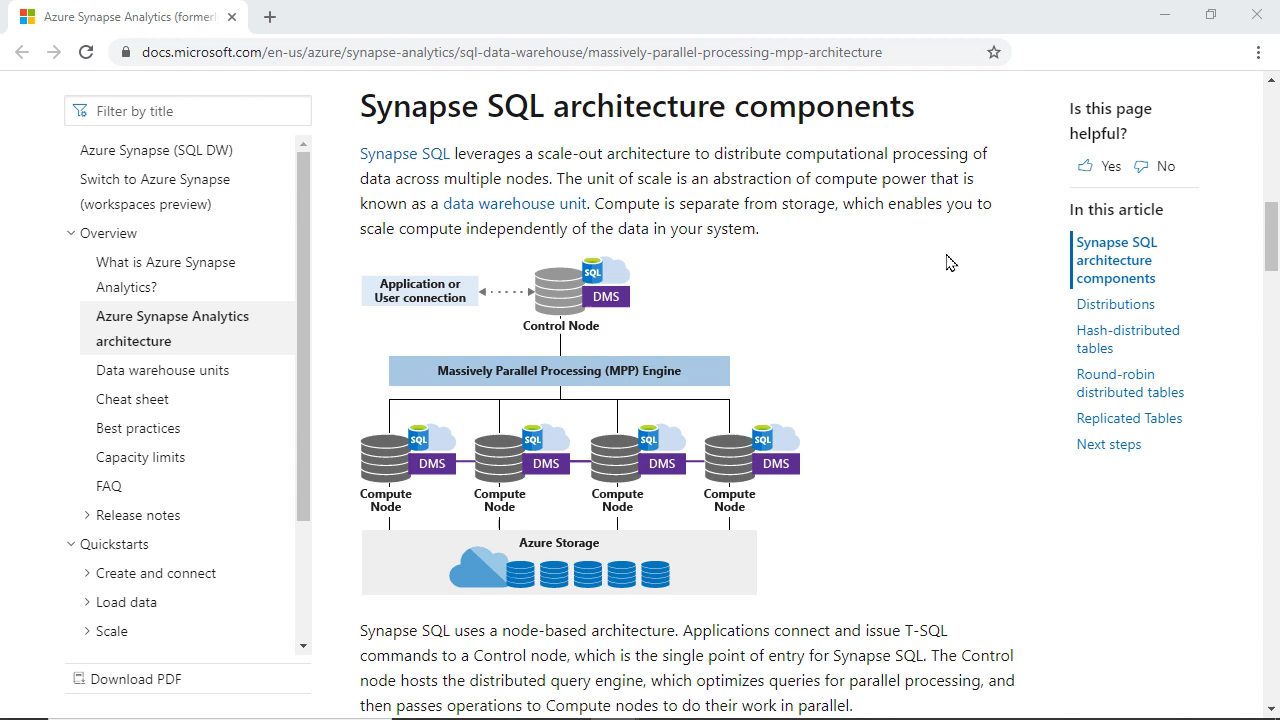 Azure Synapse Analytics (former
docs.microsoft.com/en-us/azure/synapse-analytics/sql-data-warehouse/massively-parallel-processing-mpp-architecture
Filter by title
Azure Synapse (SQL DW)
Switch to Azure Synapse
(workspaces preview)
Overview
What is Azure Synapse
Analytics?
Azure Synapse Analytics
architecture
Data warehouse units
Cheat sheet
Best practices
Capacity limits
FAQ
Release notes
Quickstarts
Create and connect
Load data
Scale
Download PDF
Synapse SQL architecture components
Synapse SQL leverages a scale-out architecture to distribute computational processing of
data across multiple nodes. The unit of scale is an abstraction of compute power that is
known as a data warehouse unit. Compute is separate from storage, which enables you to
scale compute independently of the data in your system.
Application or
User connection
SQL
DMS
Control Node
Massively Parallel Processing (MPP) Engine
SQL
DMS
SQL
DMS
SQL
DMS
SQL
DMS
Compute
Node
Compute
Node
Compute
Node
Compute
Node
Azure Storage
Synapse SQL uses a node-based architecture. Applications connect and issue T-SQL
commands to a Control node, which is the single point of entry for Synapse SQL. The Control
node hosts the distributed query engine, which optimizes queries for parallel processing, and
then passes operations to Compute nodes to do their work in parallel.
Is this page
helpful?
Yes No
In this article
Synapse SQL
architecture
components
Distributions
Hash-distributed
tables
Round-robin
distributed tables
Replicated Tables
Next steps